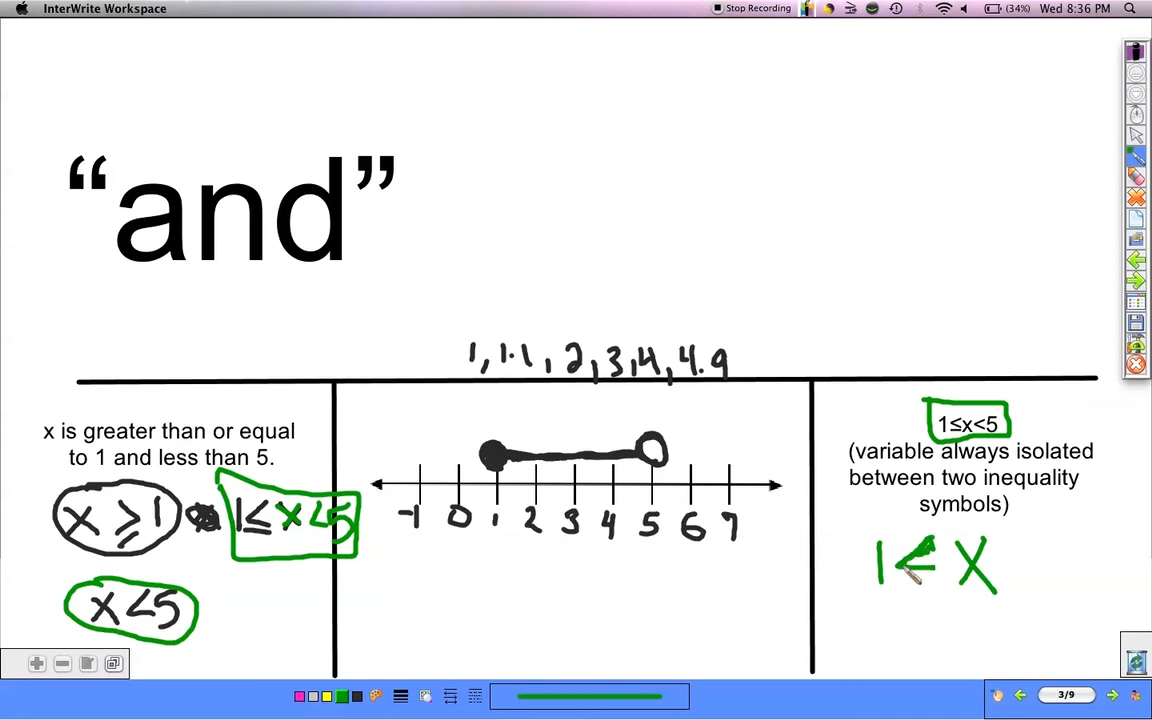 InterWrite Workspace
Stop Recording
(34%)
Wed 8:36 PM
“and”
1, 1.1, 2, 3, 4, 4.9
x is greater than or equal
to 1 and less than 5.
x ≥ 1
1 ≤ x < 5
x < 5
-1 0 1 2 3 4 5 6 7
1≤x<5
(variable always isolated
between two inequality
symbols)
1 ≤ x
3/9